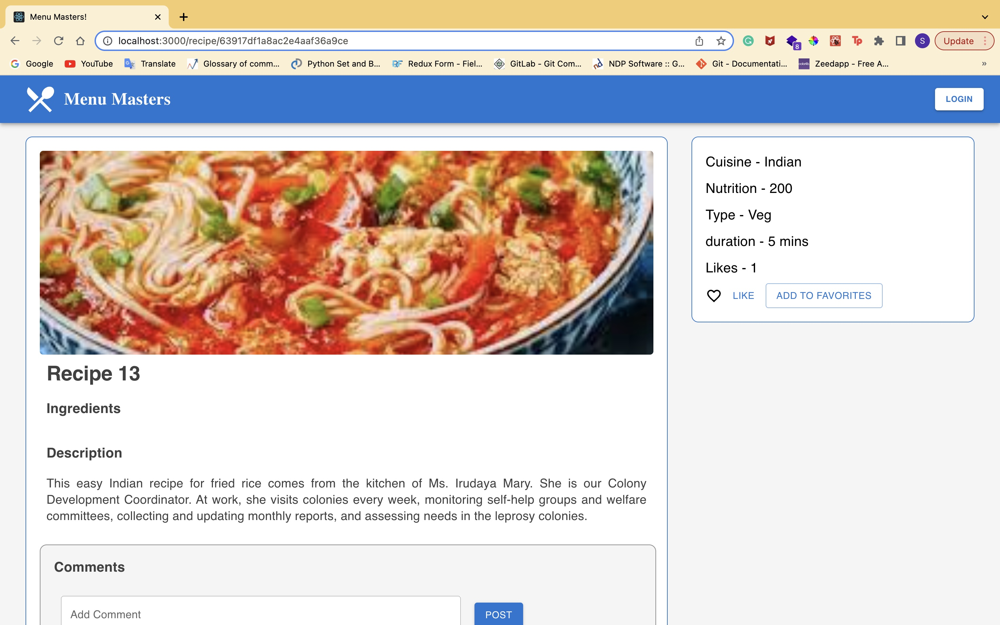 Menu Masters!
localhost:3000/recipe/63917df1a8ac2e4aaf36a9ce
8
Tp
S
Update
Google
YouTube
Translate
Glossary of comm...
Python Set and B...
RF
Redux Form - Fiel...
GitLab - Git Com...
NDP Software :: G...
Git - Documentati...
colorlib.
Zeedapp - Free A...
»
Menu Masters
LOGIN
Cuisine - Indian
Nutrition - 200
Type - Veg
duration - 5 mins
Likes - 1
LIKE
ADD TO FAVORITES
Recipe 13
Ingredients
Description
This easy Indian recipe for fried rice comes from the kitchen of Ms. Irudaya Mary. She is our Colony
Development Coordinator. At work, she visits colonies every week, monitoring self-help groups and welfare
committees, collecting and updating monthly reports, and assessing needs in the leprosy colonies.
Comments
Add Comment
POST